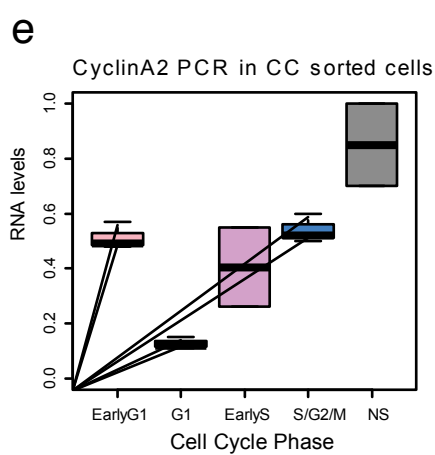 e
CyclinA2 PCR in CC sorted cells
RNA levels
1.0
0.8
0.6
0.4
0.2
0.0
EarlyG1 G1 EarlyS S/G2/M NS
Cell Cycle Phase